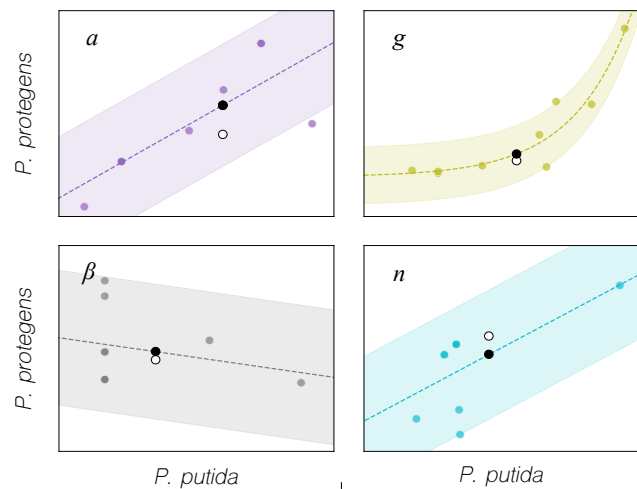 a
g
P. protegens
β
n
P. protegens
P. putida
P. putida